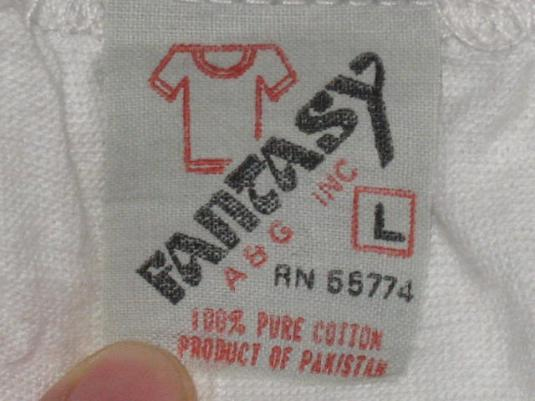 FANTASY
A&G INC
L
RN 55774
100% PURE COTTON
PRODUCT OF PAKISTAN